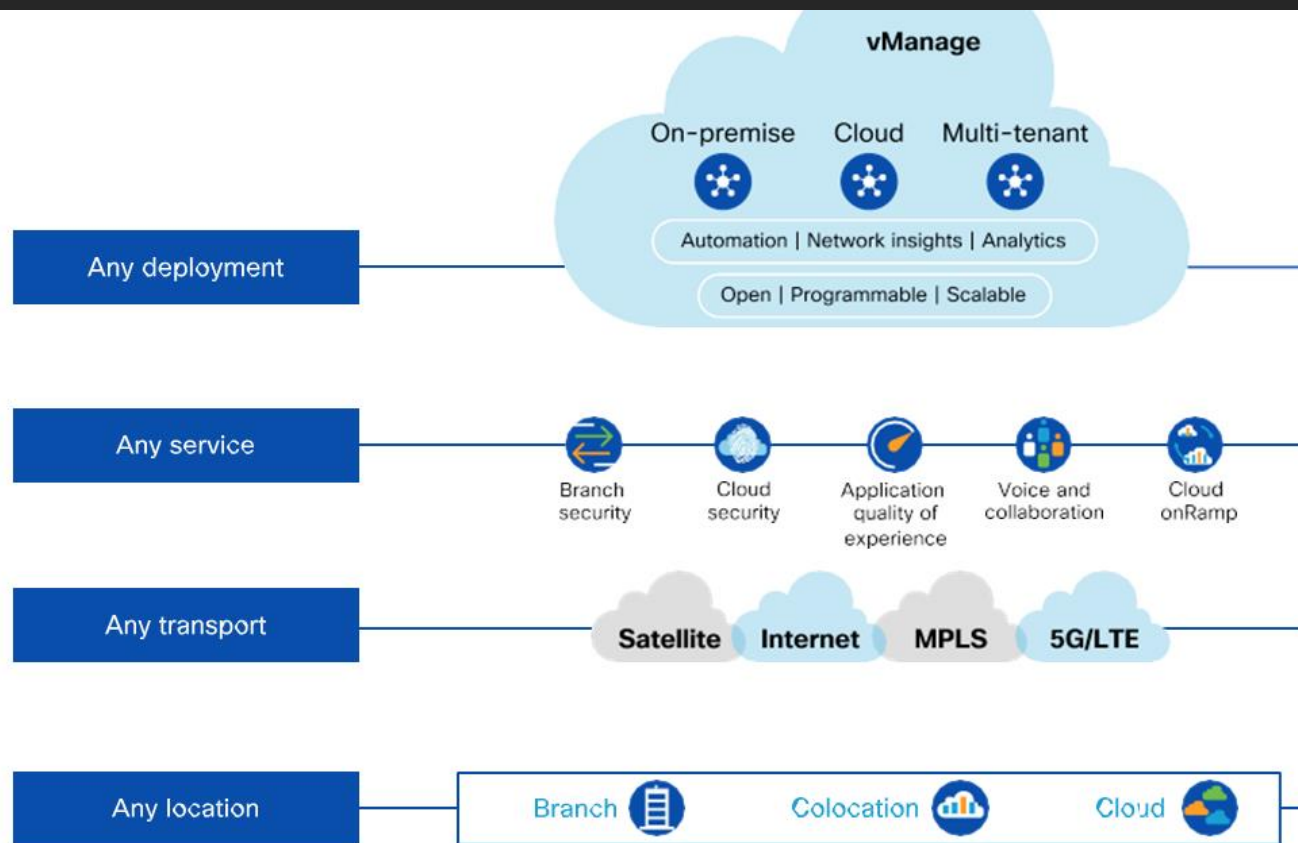 vManage
On-premise Cloud Multi-tenant
Automation | Network insights | Analytics
Any deployment
Open | Programmable | Scalable
Any service
Branch
security
Cloud
security
Application
quality of
experience
Voice and
collaboration
Cloud
onRamp
Any transport
Satellite Internet MPLS 5G/LTE
Any location
Branch Colocation Cloud